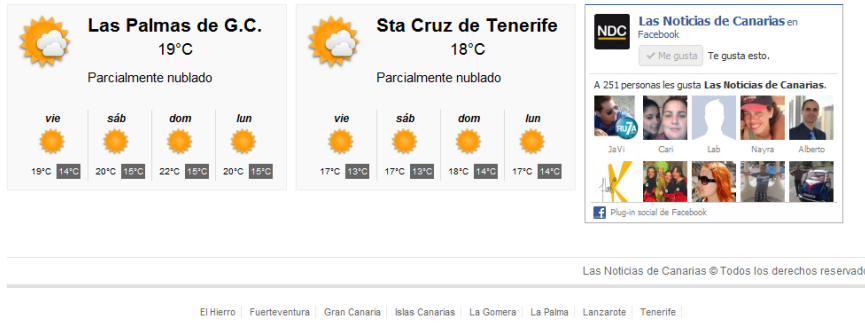 Las Palmas de G.C.
19°C
Parcialmente nublado
vie sáb dom lun
19°C 14°C 20°C 15°C 22°C 15°C 20°C 15°C
Sta Cruz de Tenerife
18°C
Parcialmente nublado
vie sáb dom lun
17°C 13°C 17°C 13°C 18°C 14°C 17°C 14°C
NDC
Las Noticias de Canarias en
Facebook
Me gusta Te gusta esto.
A 251 personas les gusta Las Noticias de Canarias.
JaVi Cari Lab Nayra Alberto
Plug-in social de Facebook
Las Noticias de Canarias © Todos los derechos reservado
El Hierro Fuerteventura Gran Canaria Islas Canarias La Gomera La Palma Lanzarote Tenerife